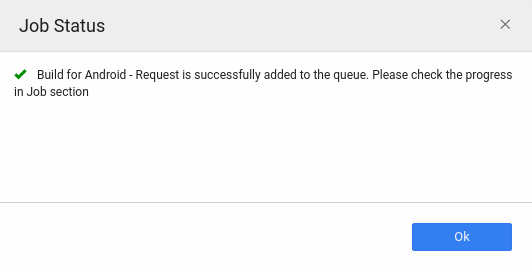 Job Status
Build for Android - Request is successfully added to the queue. Please check the progress
in Job section
Ok